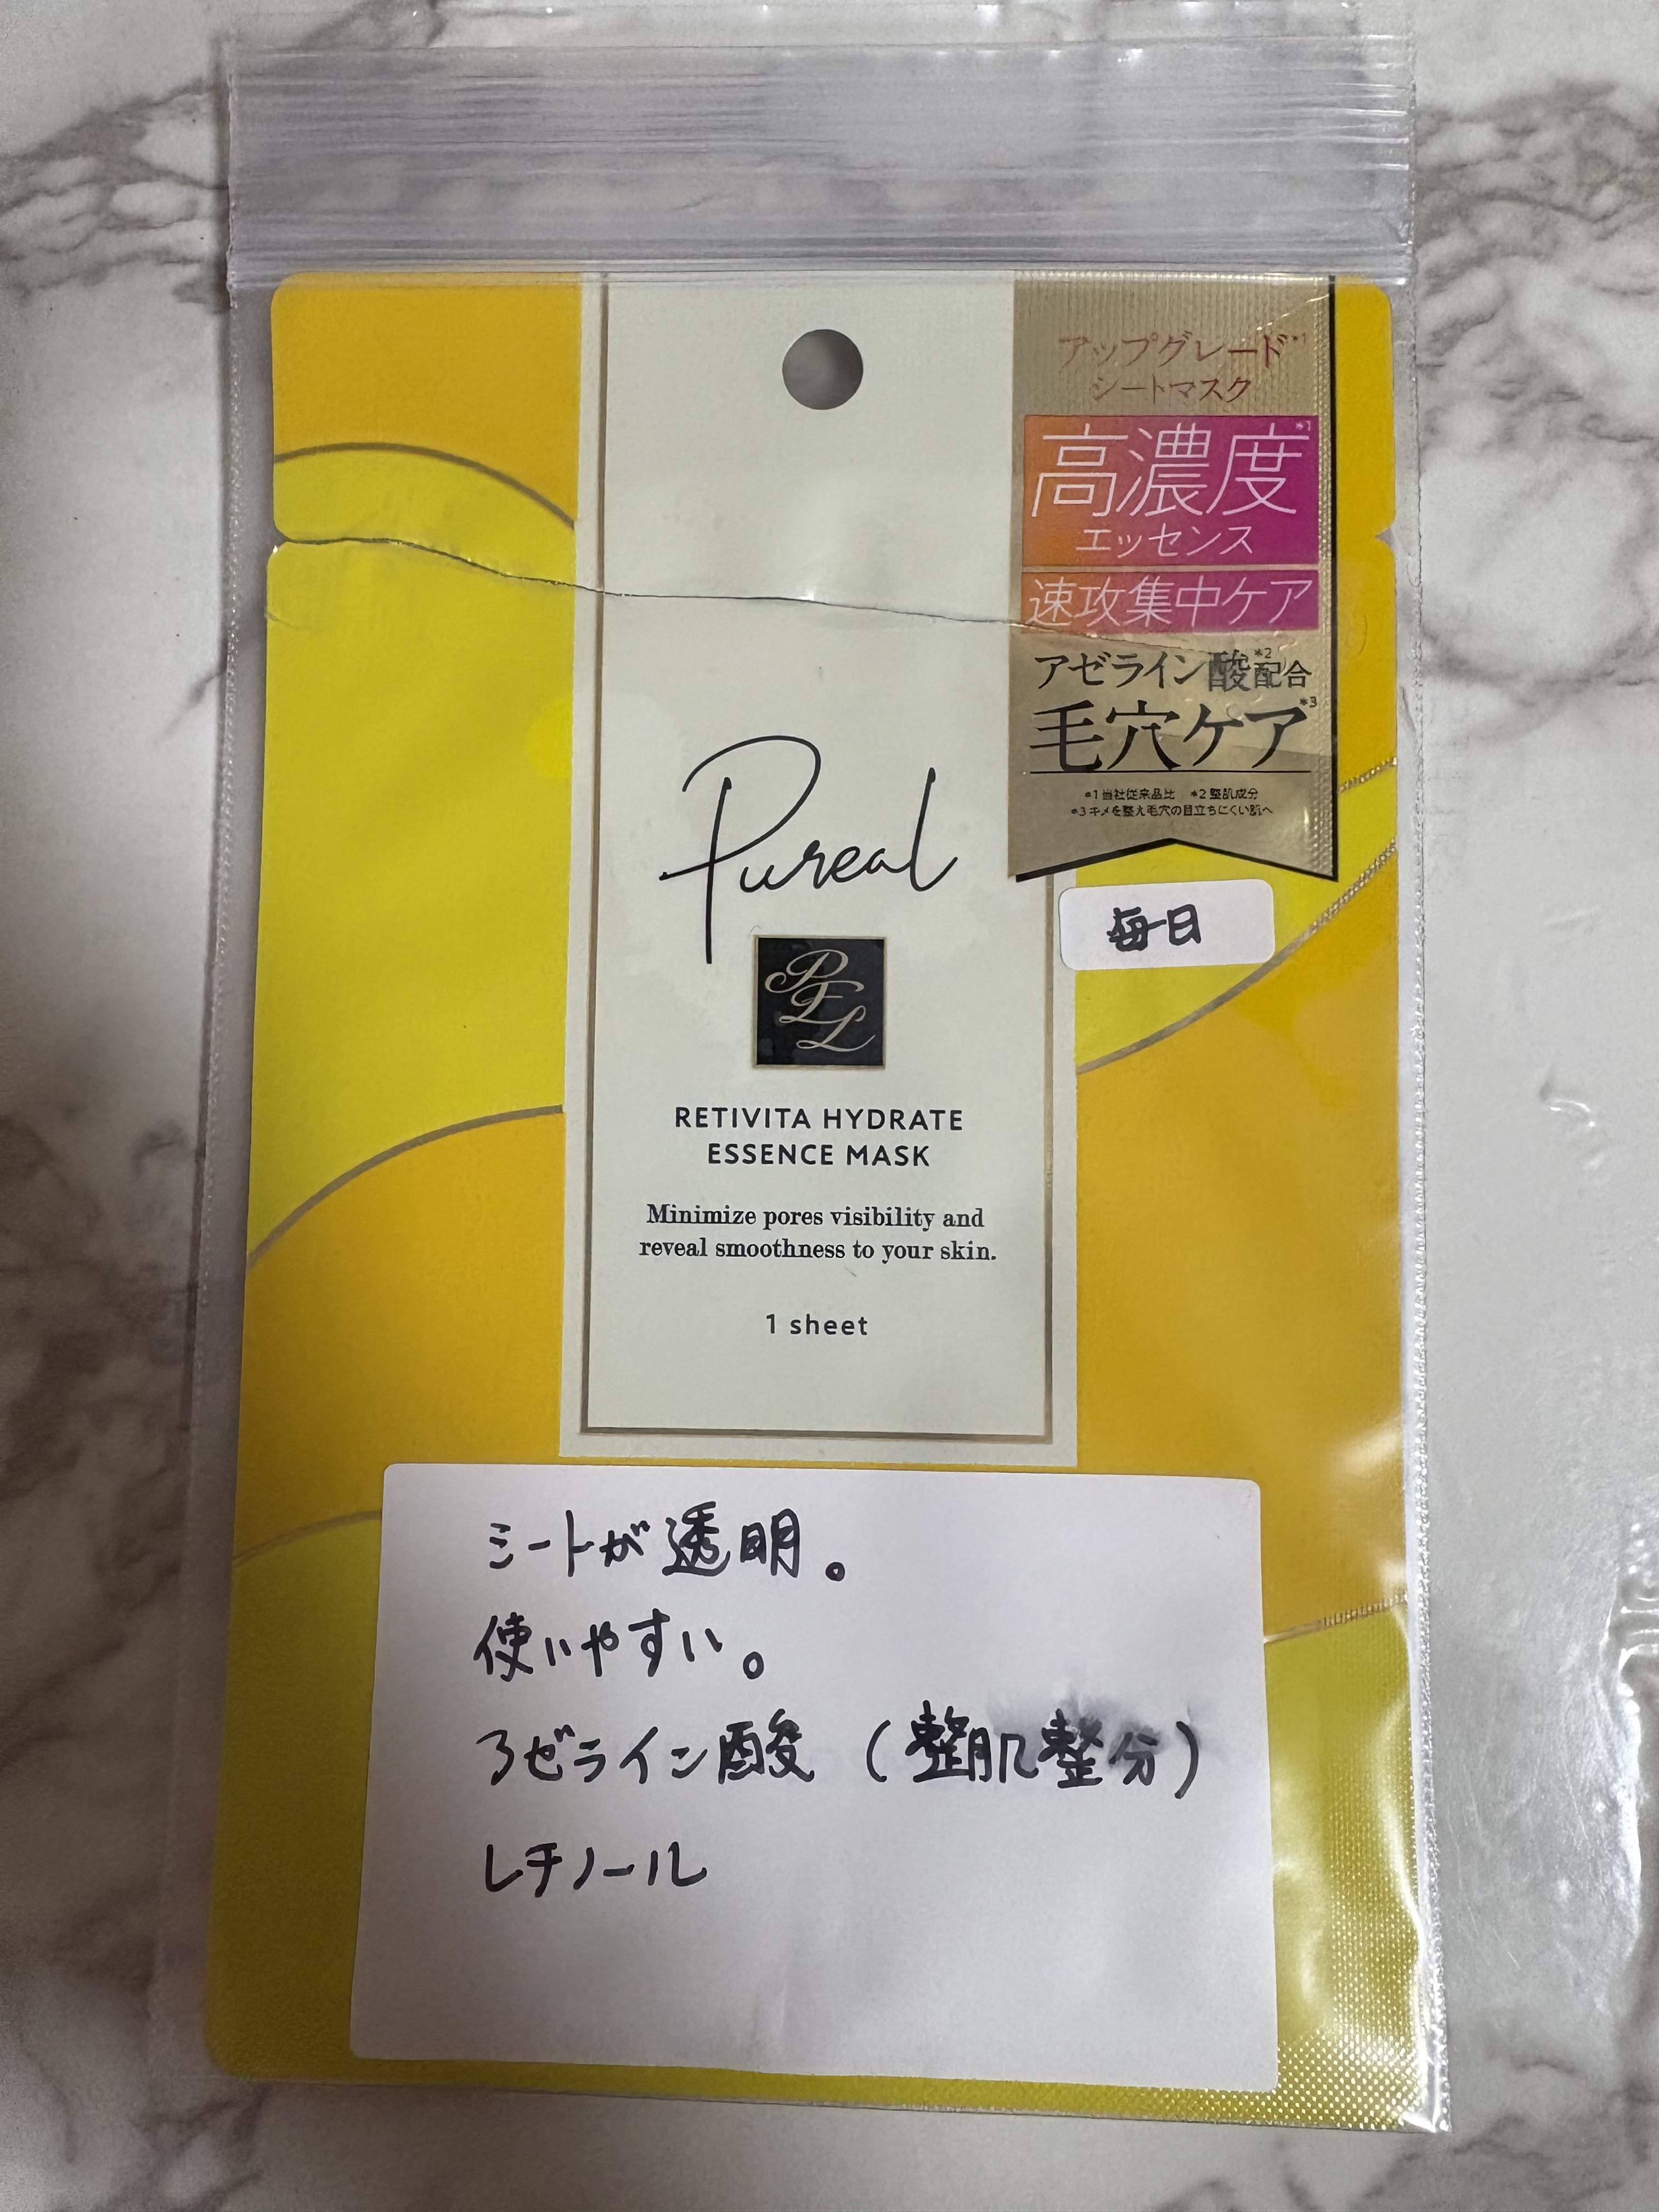 アップグレード*1
シートマスク
高濃度*1
エッセンス
速攻集中ケア
アゼライン酸*2配合
毛穴ケア*3
*1 当社従来品比 *2 整肌成分
*3 キメを整え毛穴の目立ちにくい肌へ
Pureal
PEL
毎日
RETIVITA HYDRATE
ESSENCE MASK
Minimize pores visibility and
reveal smoothness to your skin.
1 sheet
シートが透明。
使いやすい。
アゼライン酸（整肌整分）
レチノール